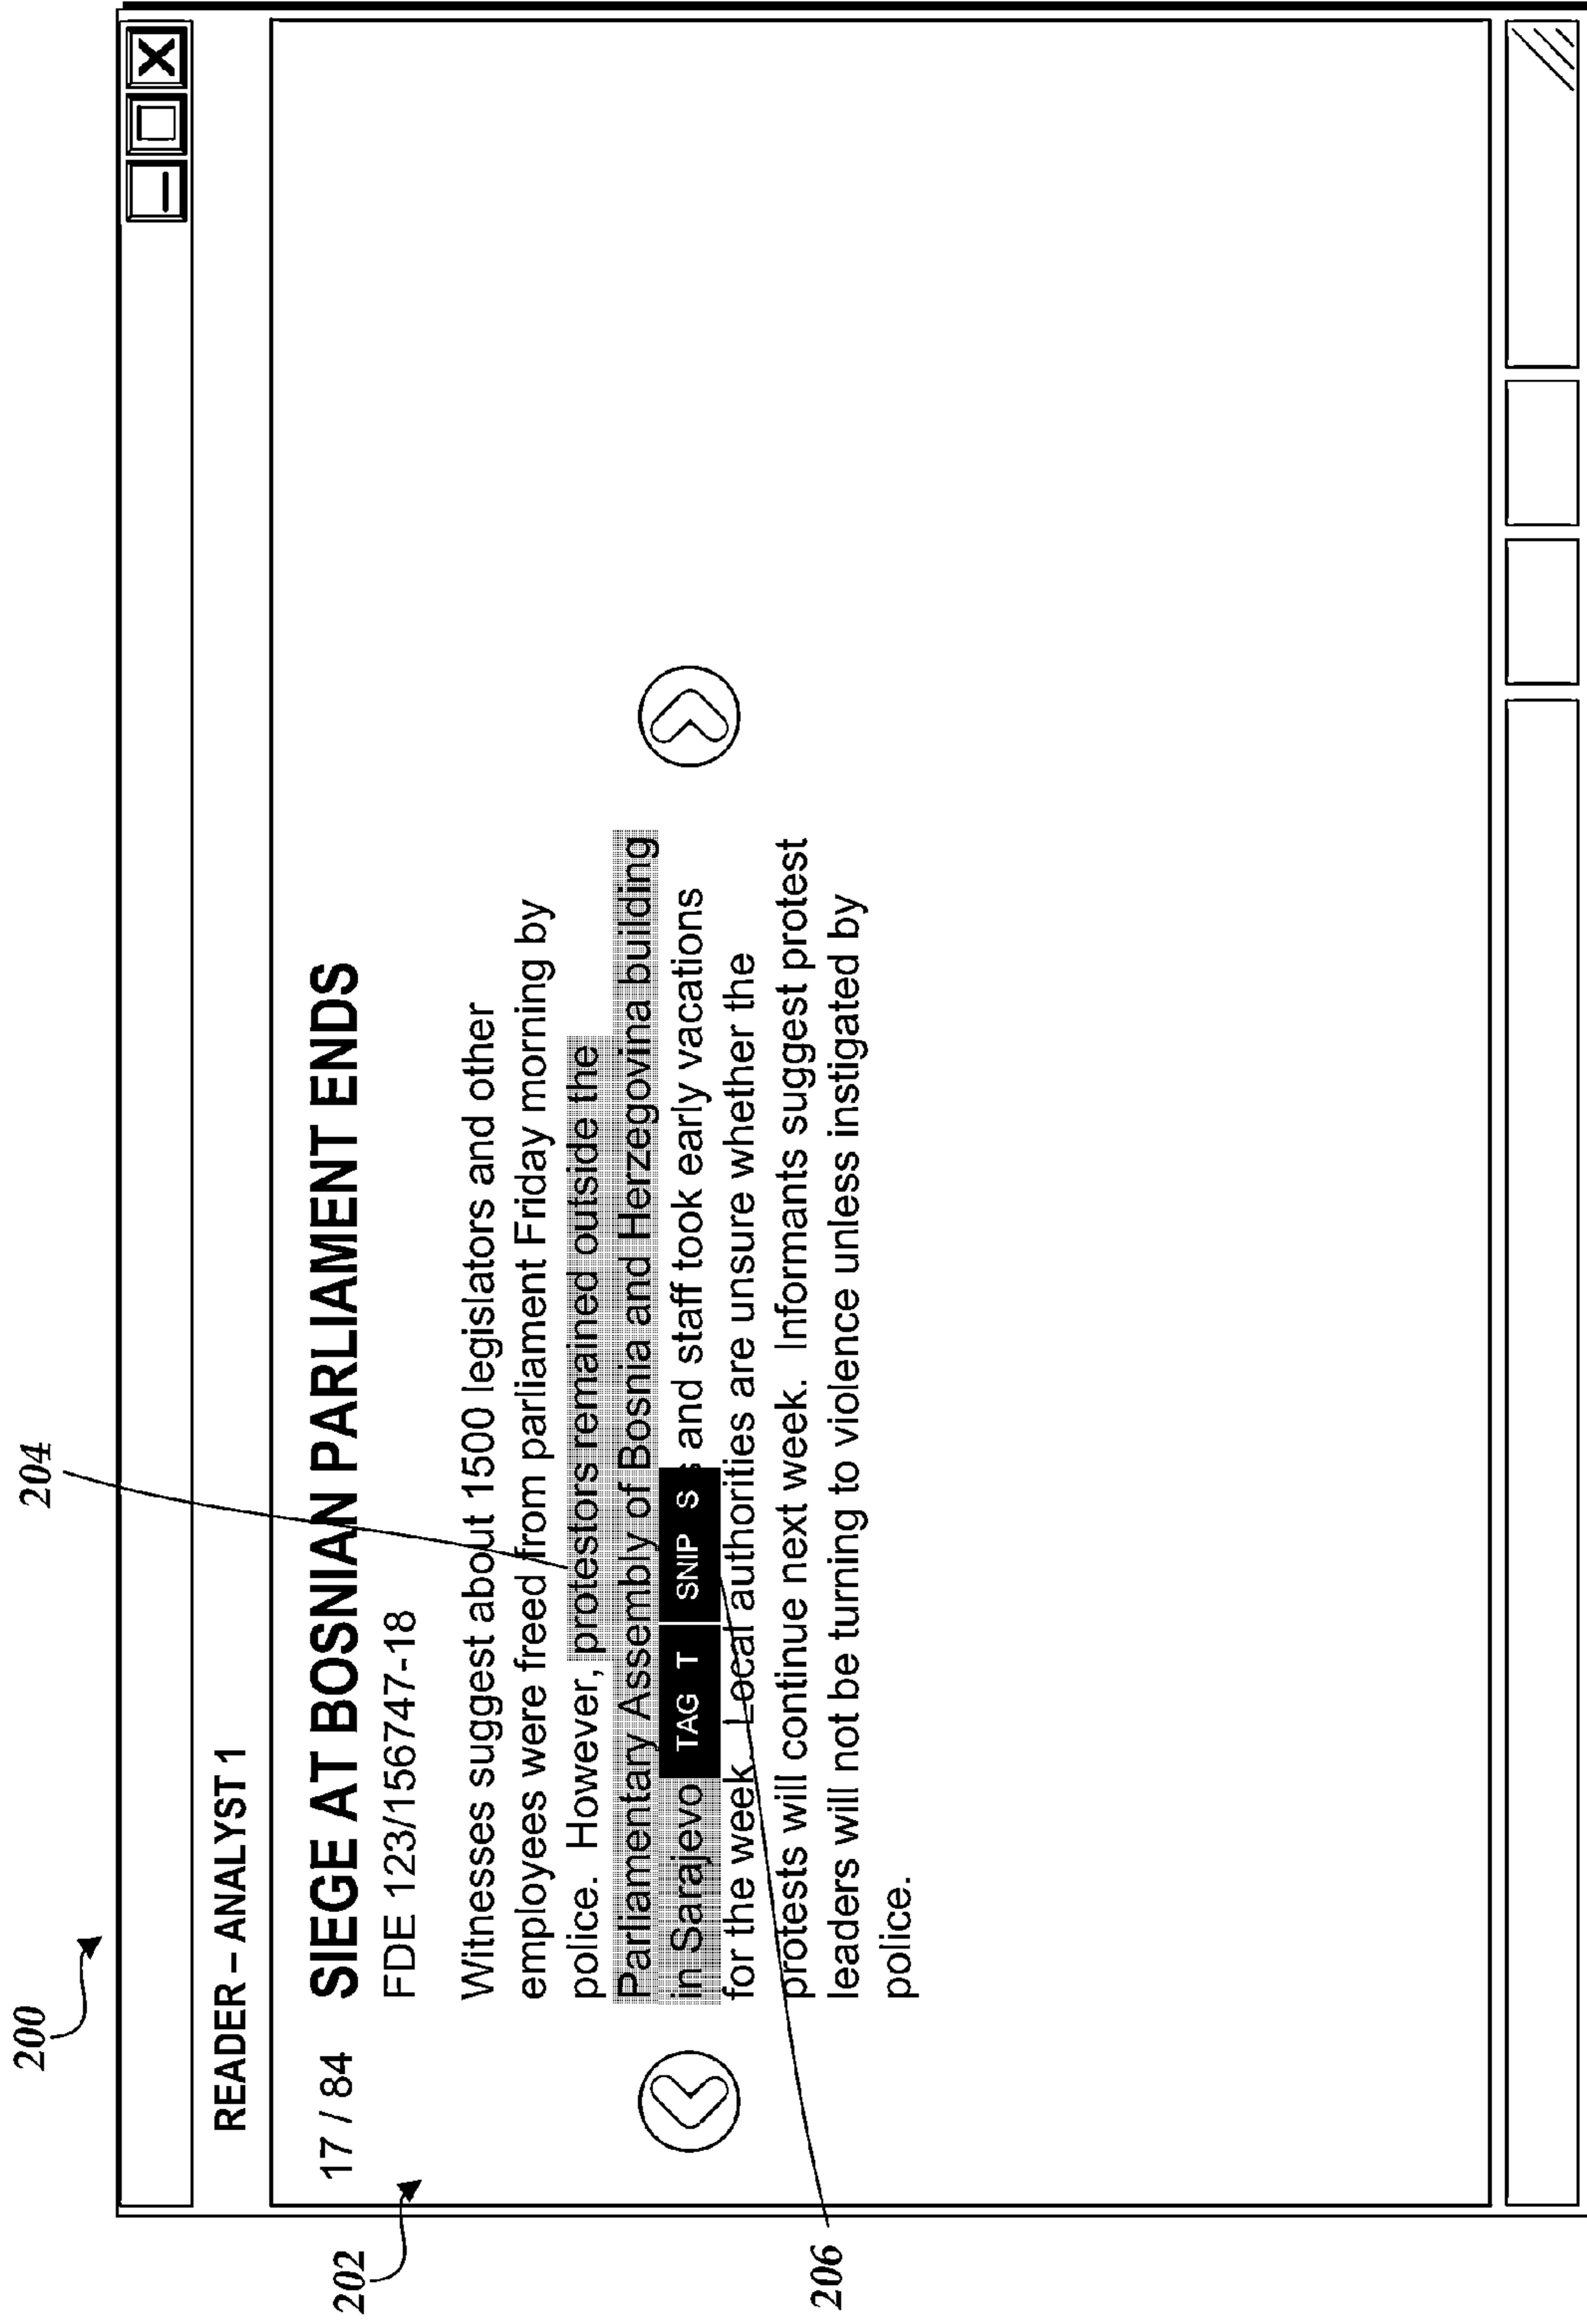 200
204
READER – ANALYST 1
202
17 / 84 SIEGE AT BOSNIAN PARLIAMENT ENDS
FDE 123/156747-18
Witnesses suggest about 1500 legislators and other
employees were freed from parliament Friday morning by
police. However, protestors remained outside the
Parliamentary Assembly of Bosnia and Herzegovina building
in Sarajevo TAG T SNIP S s and staff took early vacations
for the week. Local authorities are unsure whether the
protests will continue next week. Informants suggest protest
leaders will not be turning to violence unless instigated by
police.
206